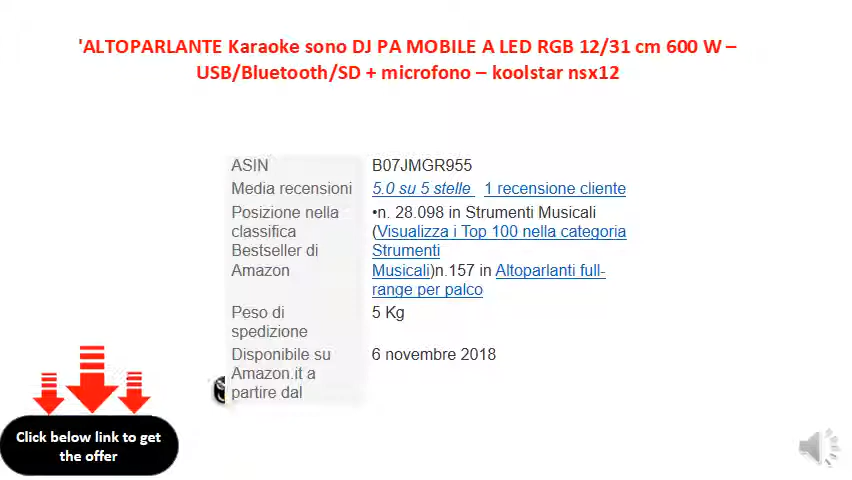 'ALTOPARLANTE Karaoke sono DJ PA MOBILE A LED RGB 12/31 cm 600 W –
USB/Bluetooth/SD + microfono – koolstar nsx12
ASIN B07JMGR955
Media recensioni 5.0 su 5 stelle 1 recensione cliente
Posizione nella
classifica
Bestseller di
Amazon
•n. 28.098 in Strumenti Musicali
(Visualizza i Top 100 nella categoria
Strumenti
Musicali)n.157 in Altoparlanti full-
range per palco
Peso di
spedizione
5 Kg
Disponibile su
Amazon.it a
partire dal
6 novembre 2018
Click below link to get
the offer